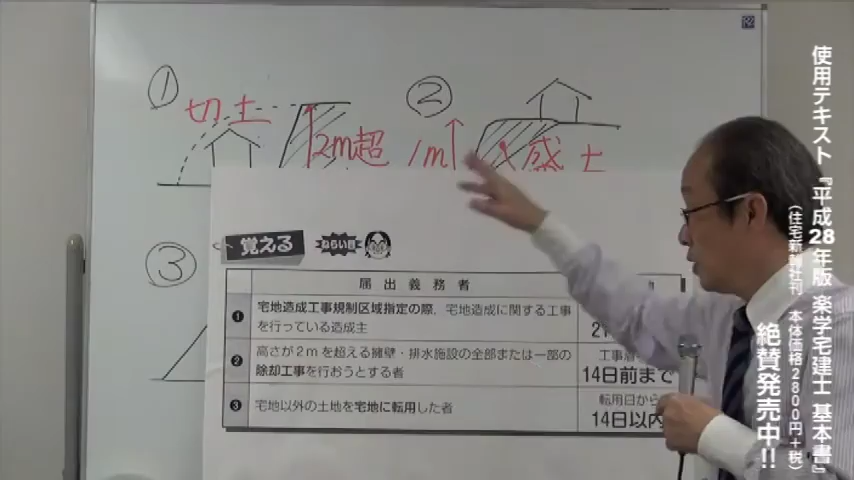 ①
切土
2m超
②
1m
盛土
③
覚える
ねらい目
届出義務者
❶ 宅地造成工事規制区域指定の際、宅地造成に関する工事を行っている造成主
21
❷ 高さが2mを超える擁壁・排水施設の全部または一部の除却工事を行おうとする者
工事着
14日前まで
❸ 宅地以外の土地を宅地に転用した者
転用日から
14日以内
使用テキスト『平成28年版 楽学宅建士 基本書』
（住宅新報社刊 本体価格2800円＋税）
絶賛発売中!!